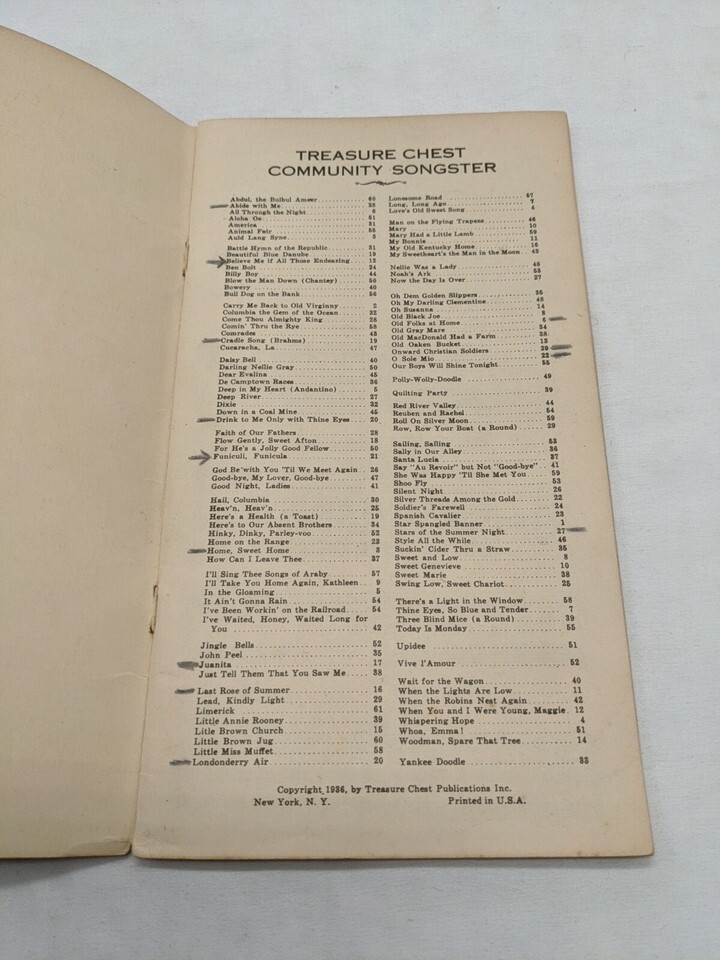 TREASURE CHEST
COMMUNITY SONGSTER
Abdul, the Bulbul Ameer 60
Abide with Me 28
All Through the Night 6
Aloha Oe 51
America 31
Animal Fair 55
Auld Lang Syne 3
Battle Hymn of the Republic 31
Beautiful Blue Danube 19
Believe Me if All Those Endearing 12
Ben Bolt 24
Billy Boy 44
Blow the Man Down (Chantey) 50
Bowery 40
Bull Dog on the Bank 56
Carry Me Back to Old Virginny 2
Columbia the Gem of the Ocean 32
Come Thou Almighty King 28
Comin' Thru the Rye 58
Comrades 48
Cradle Song (Brahms) 19
Cucaracha, La 47
Daisy Bell 40
Darling Nellie Gray 50
Dear Evalina 45
De Camptown Races 36
Deep in My Heart (Andantino) 5
Deep River 27
Dixie 32
Down in a Coal Mine 45
Drink to Me Only with Thine Eyes 20
Faith of Our Fathers 28
Flow Gently, Sweet Afton 18
For He's a Jolly Good Fellow 50
Funiculi, Funicula 21
God Be with You 'Til We Meet Again 26
Good-bye, My Lover, Good-bye 47
Good Night, Ladies 41
Hail, Columbia 30
Heav'n, Heav'n 25
Here's a Health (a Toast) 19
Here's to Our Absent Brothers 34
Hinky, Dinky, Parley-voo 52
Home on the Range 23
Home, Sweet Home 3
How Can I Leave Thee 37
I'll Sing Thee Songs of Araby 57
I'll Take You Home Again, Kathleen 9
In the Gloaming 5
It Ain't Gonna Rain 54
I've Been Workin' on the Railroad 54
I've Waited, Honey, Waited Long for
You 42
Jingle Bells 52
John Peel 35
Juanita 17
Just Tell Them That You Saw Me 38
Last Rose of Summer 16
Lead, Kindly Light 29
Limerick 61
Little Annie Rooney 39
Litle Brown Church 15
Little Brown Jug 60
Little Miss Muffet 58
Londonderry Air 20
Lonesome Road 57
Long, Long Ago 7
Love's Old Sweet Song 4
Man on the Flying Trapeze 46
Mary 10
Mary Had a Little Lamb 59
My Bonnie 11
My Old Kentucky Home 16
My Sweetheart's the Man in the Moon 43
Nellie Was a Lady 48
Noah's Ark 53
Now the Day Is Over 27
Oh Dem Golden Slippers 35
Oh My Darling Clementine 48
Oh Susanna 14
Old Black Joe 8
Old Folks at Home 6
Old Gray Mare 34
Old MacDonald Had a Farm 38
Old Oaken Bucket 13
Onward Christian Soldiers 29
O Sole Mio 22
Our Boys Will Shine Tonight 55
Polly-Wolly-Doodle 49
Quilting Party 39
Red River Valley 44
Reuben and Rachel 54
Roll On Silver Moon 59
Row, Row, Row Your Boat (a Round) 29
Sailing, Sailing 53
Sally in Our Alley 36
Santa Lucia 37
Say "Au Revoir" but Not "Good-bye" 41
She Was Happy 'Til She Met You 59
Shoo Fly 53
Silent Night 26
Silver Threads Among the Gold 22
Soldier's Farewell 24
Spanish Cavalier 23
Star Spangled Banner 1
Stars of the Summer Night 27
Style All the While 46
Suckin' Cider Thru a Straw 35
Sweet and Low 8
Sweet Genevieve 10
Sweet Marie 38
Swing Low, Sweet Chariot 25
There's a Light in the Window 58
Thine Eyes, So Blue and Tender 7
Three Blind Mice (a Round) 39
Today Is Monday 55
Upidee 51
Vive l'Amour 52
Wait for the Wagon 40
When the Lights Are Low 11
When the Robins Nest Again 42
When You and I Were Young, Maggie 12
Whispering Hope 4
Whoa, Emma! 51
Woodman, Spare That Tree 14
Yankee Doodle 33
Copyright 1936, by Treasure Chest Publications Inc.
New York, N. Y. Printed in U.S.A.